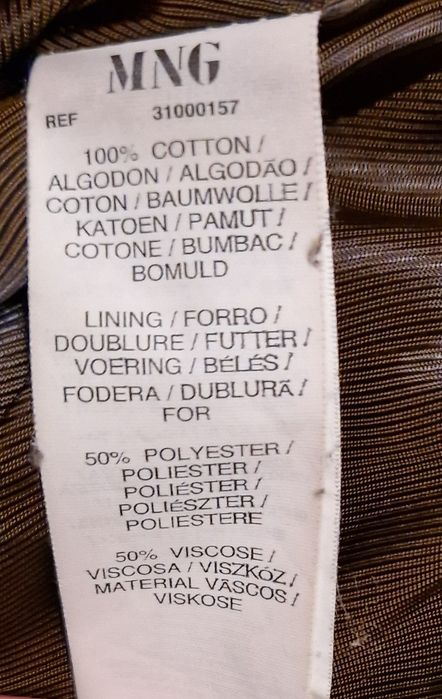 MNG
REF 31000157
100% COTTON /
ALGODON / ALGODÃO /
COTON / BAUMWOLLE /
KATOEN / PAMUT /
COTONE / BUMBAC /
BOMULD
LINING / FORRO /
DOUBLURE / FUTTER /
VOERING / BÉLÉS /
FODERA / DUBLURĂ /
FOR
50% POLYESTER /
POLIESTER /
POLIÉSTER /
POLIÉSZTER /
POLIESTERE
50% VISCOSE /
VISCOSA / VISZKÓZ /
MATERIAL VÂSCOS /
VISKOSE